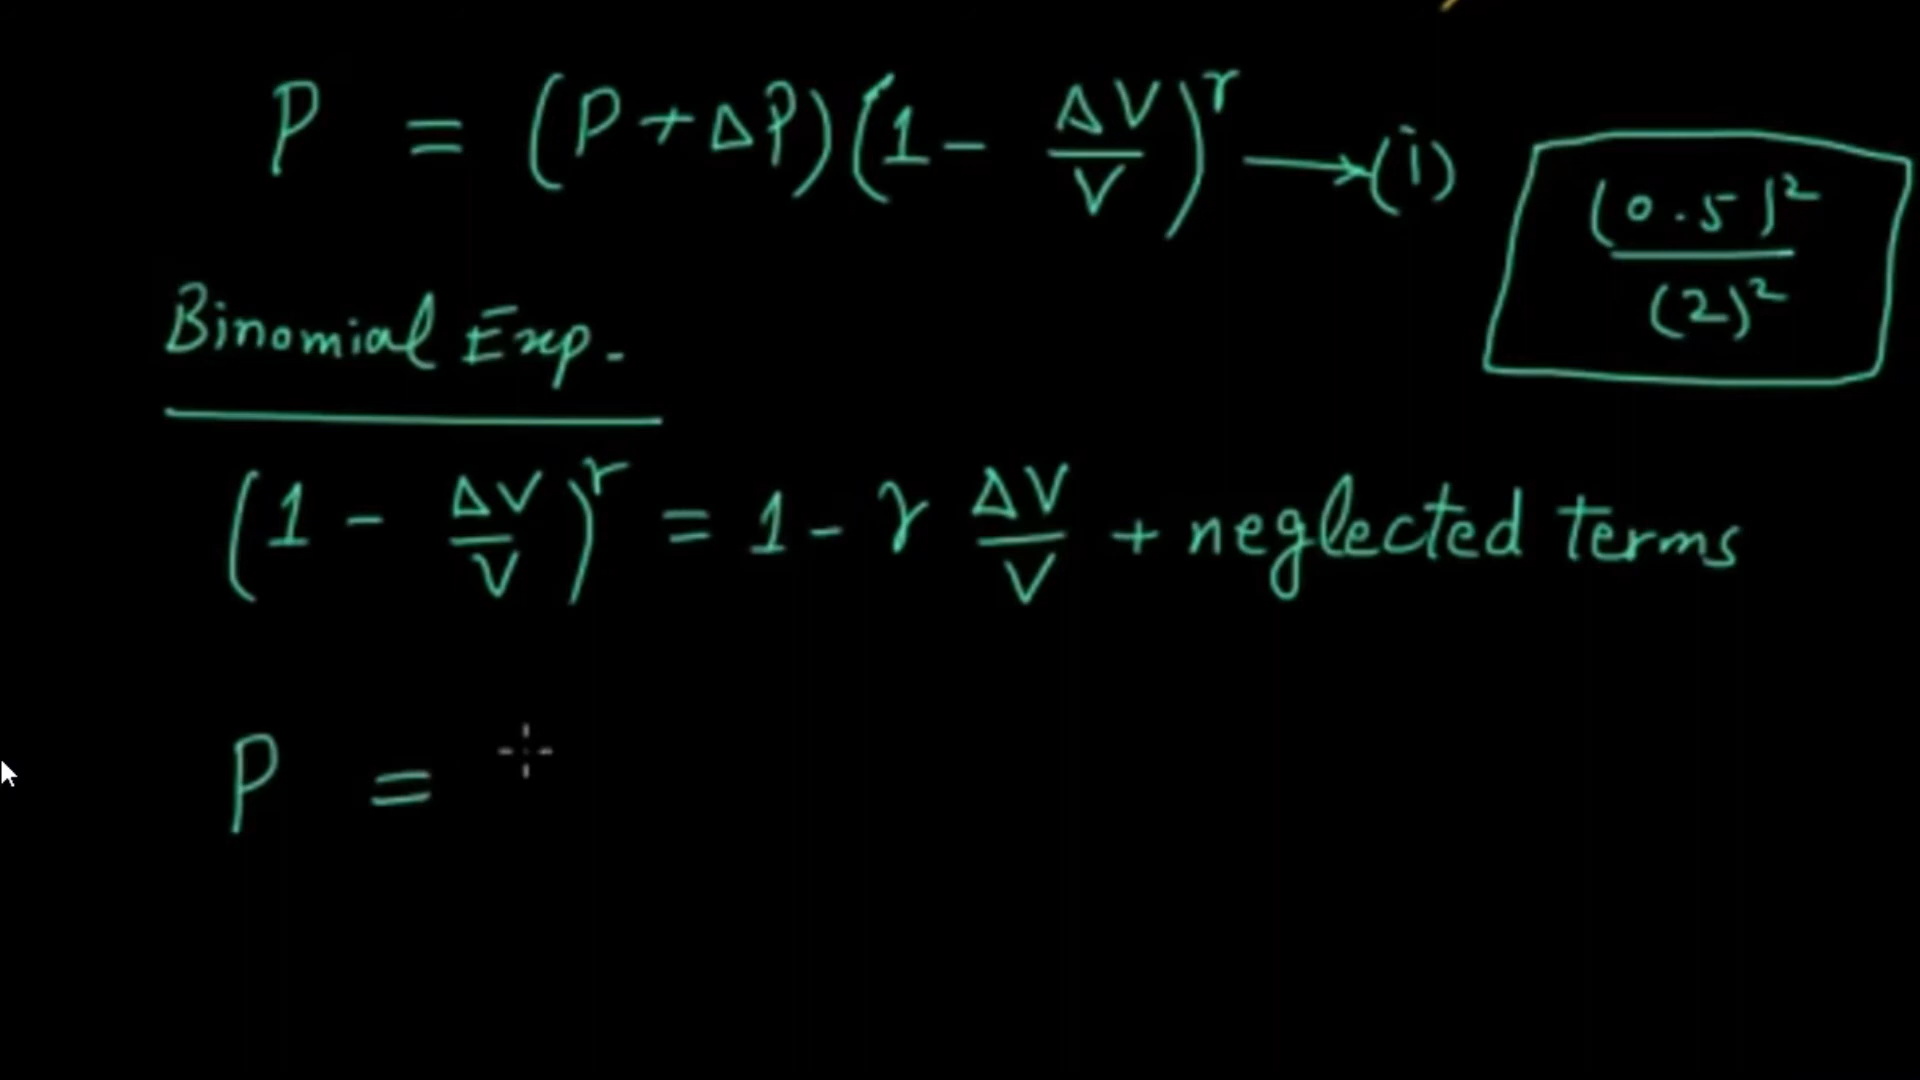 P = (P + ΔP)(1 - ΔV/V)^γ → (i)
(0.5)²/(2)²
Binomial Exp.
(1 - ΔV/V)^γ = 1 - γ ΔV/V + neglected terms
P =